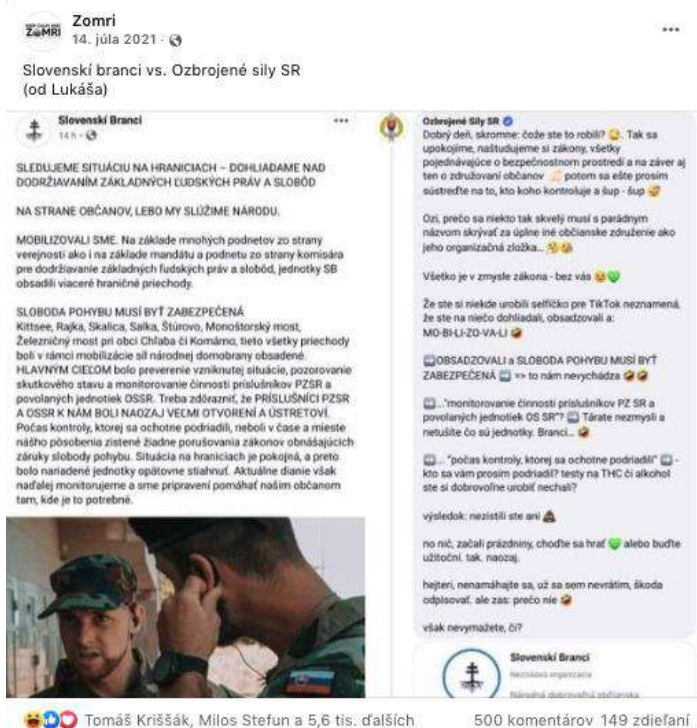 Zomri
14. júla 2021 ·
Slovenskí branci vs. Ozbrojené sily SR
(od Lukáša)
Slovenskí Branci
14 h ·
SLEDUJEME SITUÁCIU NA HRANICIACH – DOHLIADAME NAD
DODRŽIAVANÍM ZÁKLADNÝCH ĽUDSKÝCH PRÁV A SLOBÔD
NA STRANE OBČANOV, LEBO MY SLÚŽIME NÁRODU.
MOBILIZOVALI SME. Na základe mnohých podnetov zo strany
verejnosti ako i na základe mandátu a podnetu zo strany komisára
pre dodržiavanie základných ľudských práv a slobôd, jednotky SB
obsadili viaceré hraničné priechody.
SLOBODA POHYBU MUSÍ BYŤ ZABEZPEČENÁ
Kittsee, Rajka, Skalica, Salka, Štúrovo, Monoštorský most,
Železničný most pri obci Chľaba či Komárno, tieto všetky priechody
boli v rámci mobilizácie síl národnej domobrany obsadené.
HLAVNÝM CIEĽOM bolo preverenie vzniknutej situácie, pozorovanie
skutkového stavu a monitorovanie činnosti príslušníkov PZSR a
povolaných jednotiek OSSR. Treba zdôrazniť, že PRÍSLUŠNÍCI PZSR
A OSSR K NÁM BOLI NAOZAJ VEĽMI OTVORENÍ A ÚSTRETOVÍ.
Počas kontroly, ktorej sa ochotne podriadili, neboli v čase a mieste
nášho pôsobenia zistené žiadne porušovania zákonov obnášajúcich
záruky slobody pohybu. Situácia na hraniciach je pokojná, a preto
bolo nariadené jednotky opätovne stiahnuť. Aktuálne dianie však
naďalej monitorujeme a sme pripravení pomáhať našim občanom
tam, kde je to potrebné.
Ozbrojené Sily SR
Dobrý deň, skromne: čože ste to robili? 🙄. Tak sa
upokojíme, naštudujeme si zákony, všetky
pojednávajúce o bezpečnostnom prostredí a na záver aj
ten o združovaní občanov potom sa ešte prosím
sústreďte na to, kto koho kontroluje a šup - šup
Ozi, prečo sa niekto tak skvelý musí s parádnym
názvom skrývať za úplne iné občianske združenie ako
jeho organizačná zložka...
Všetko je v zmysle zákona - bez vás 💚
Že ste si niekde urobili selfíčko pre TikTok neznamená,
že ste na niečo dohliadali, obsadzovali a:
MO-BI-LI-ZO-VA-LI 🤣
➡️OBSADZOVALI a SLOBODA POHYBU MUSÍ BYŤ
ZABEZPEČENÁ ➡️ => to nám nevychádza 🤣🤣
➡️..."monitorovanie činnosti príslušníkov PZ SR a
povolaných jednotiek OS SR"? ➡️ Tárate nezmysli a
netušíte čo sú jednotky. Branci... 🤣
➡️... "počas kontroly, ktorej sa ochotne podriadili" ➡️ -
kto sa vám prosím podriadil? testy na THC či alkohol
ste si dobrovoľne urobiť nechali?
výsledok: nezistili ste ani 💩
no nič, začali prázdniny, choďte sa hrať 💚 alebo buďte
užitoční. tak. naozaj.
hejteri, nenamáhajte sa, už sa sem nevrátim, škoda
odpisovať. ale zas: prečo nie 🤣
však nevymažete, či?
Slovenskí Branci
Nezisková organizácia
Národná dobrovoľná občianska
Tomáš Kriššák, Milos Stefun a 5,6 tis. ďalších
500 komentárov 149 zdieľaní